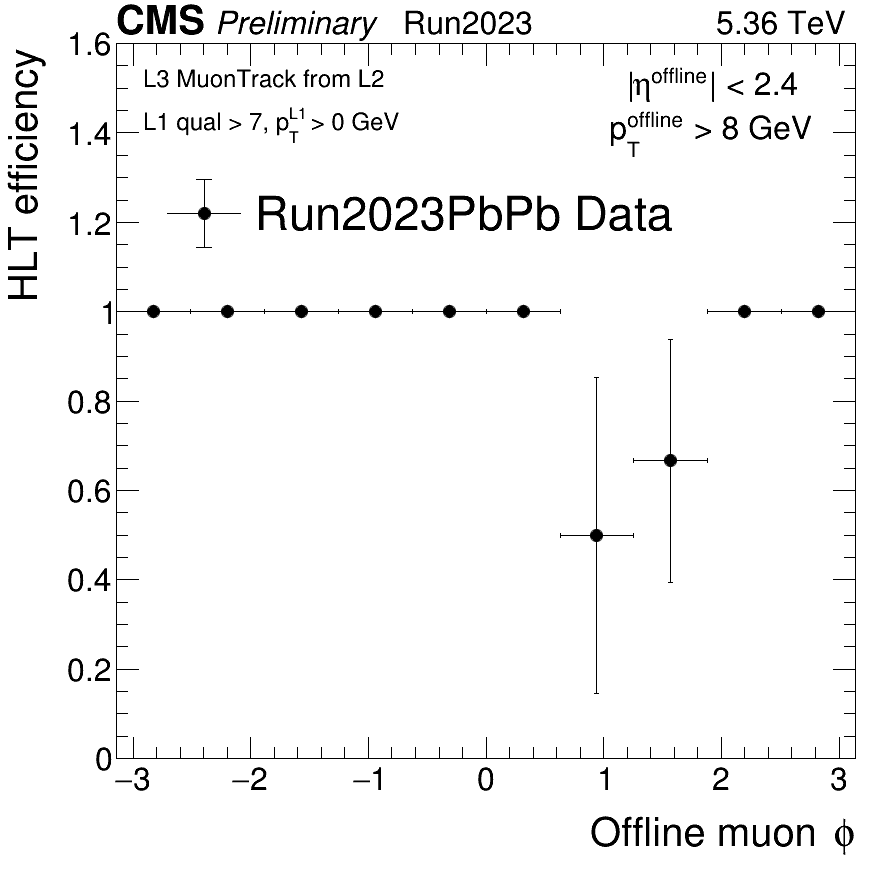 CMS Preliminary Run2023 5.36 TeV
L3 MuonTrack from L2
L1 qual > 7, p_T^L1 > 0 GeV
|η^offline| < 2.4
p_T^offline > 8 GeV
Run2023PbPb Data
HLT efficiency
1.6
1.4
1.2
1
0.8
0.6
0.4
0.2
0
−3 −2 −1 0 1 2 3
Offline muon ϕ